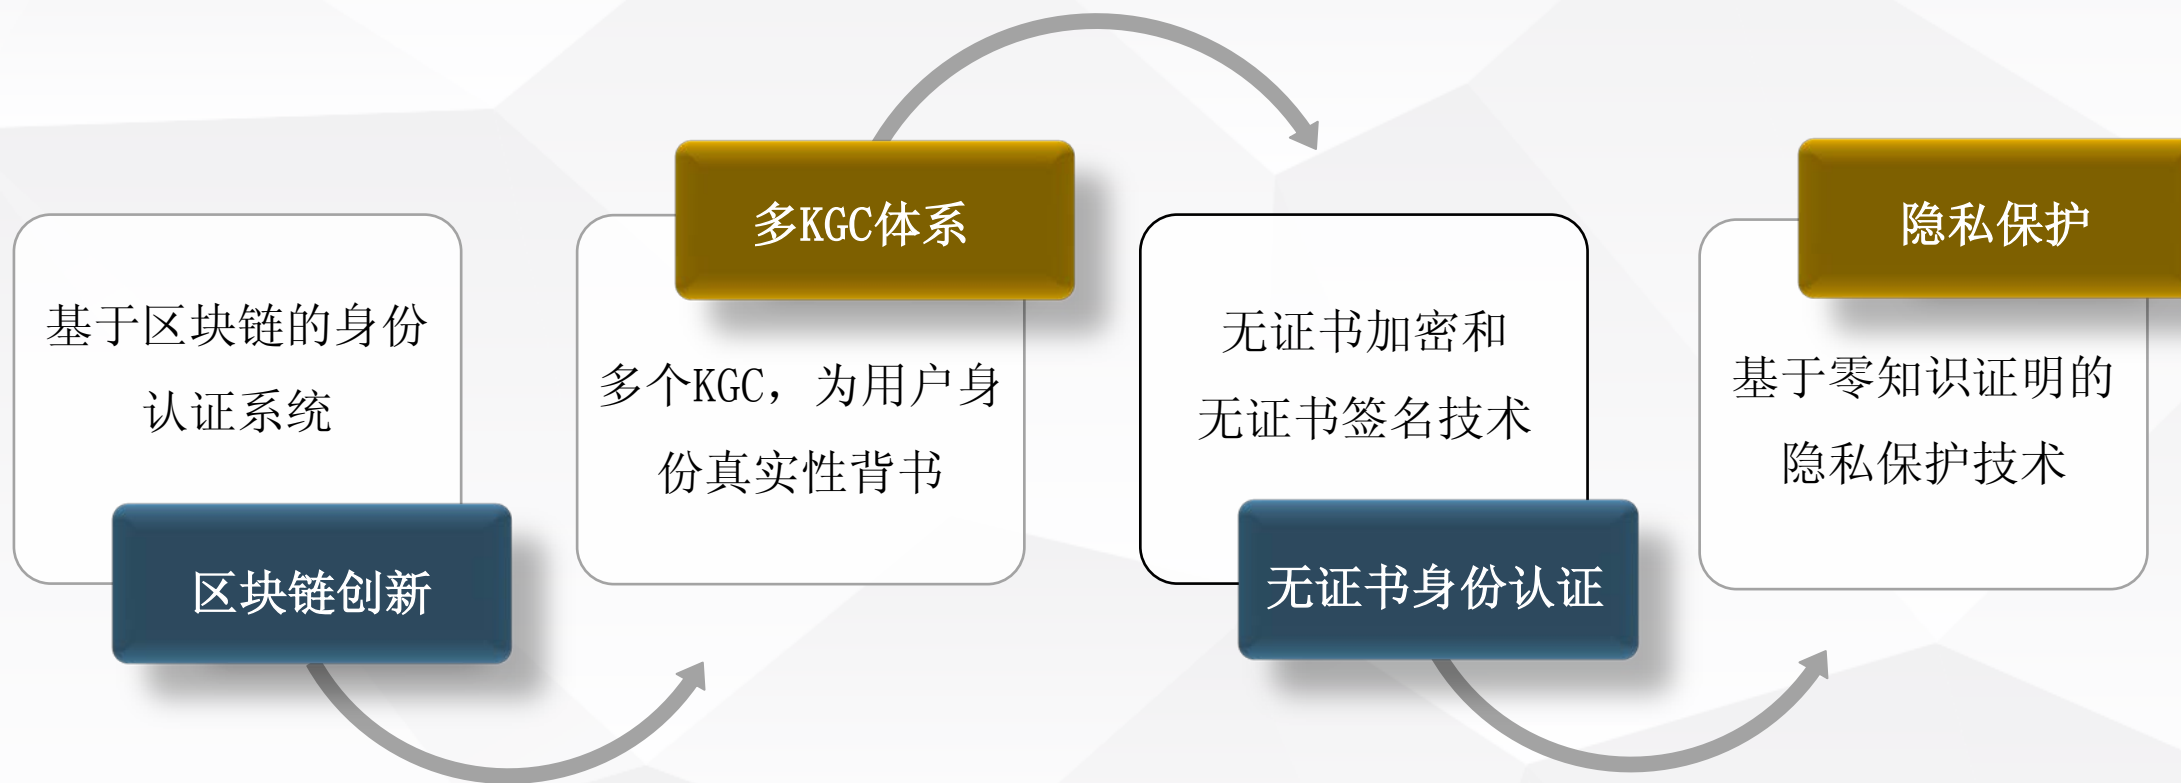 基于区块链的身份
认证系统
区块链创新
多KGC体系
多个KGC，为用户身
份真实性背书
无证书加密和
无证书签名技术
无证书身份认证
隐私保护
基于零知识证明的
隐私保护技术